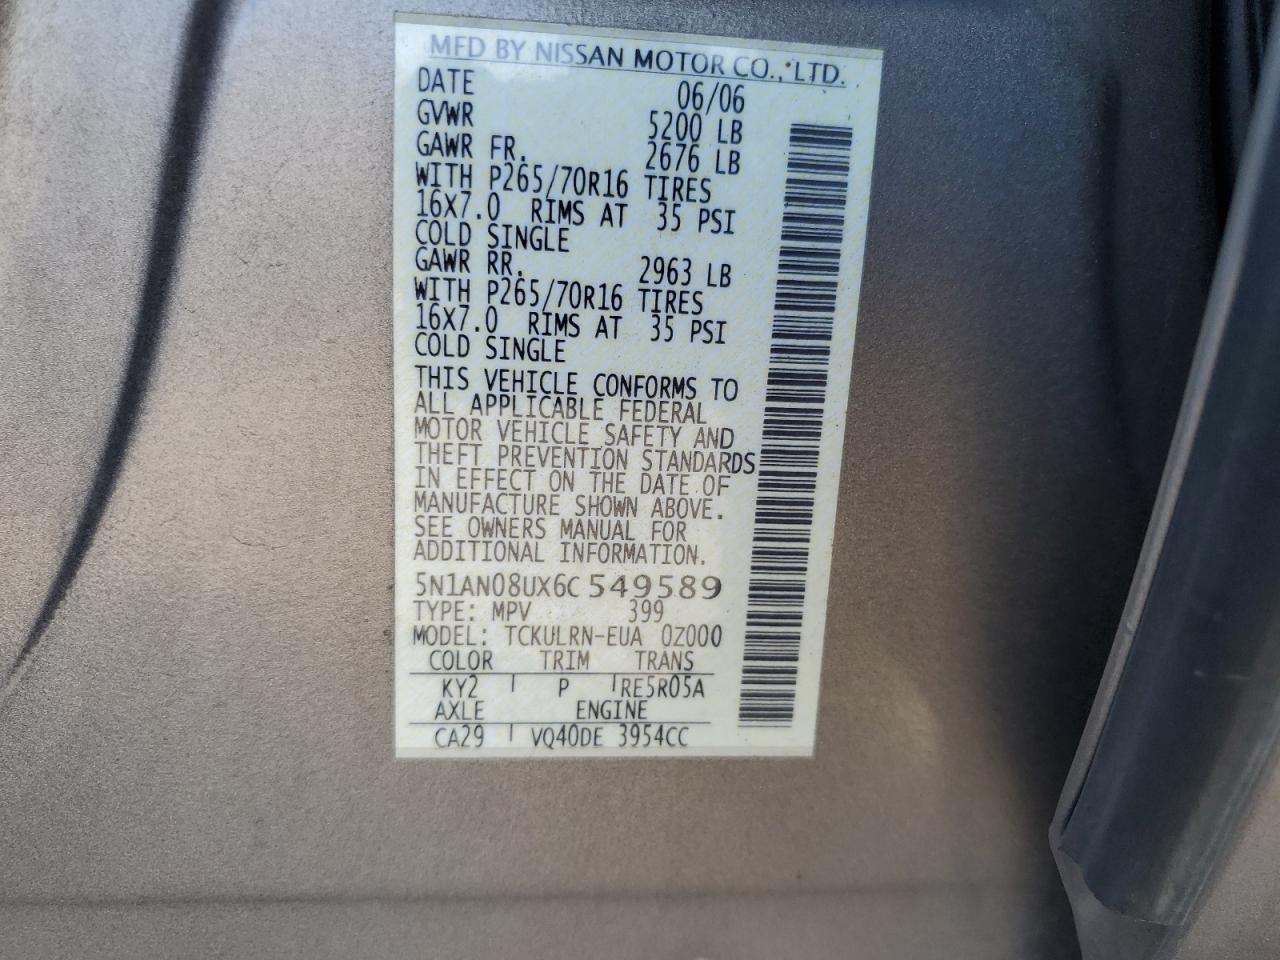 MFD BY NISSAN MOTOR CO., LTD.
DATE 06/06
GVWR 5200 LB
GAWR FR. 2676 LB
WITH P265/70R16 TIRES
16X7.0 RIMS AT 35 PSI
COLD SINGLE
GAWR RR. 2963 LB
WITH P265/70R16 TIRES
16X7.0 RIMS AT 35 PSI
COLD SINGLE
THIS VEHICLE CONFORMS TO
ALL APPLICABLE FEDERAL
MOTOR VEHICLE SAFETY AND
THEFT PREVENTION STANDARDS
IN EFFECT ON THE DATE OF
MANUFACTURE SHOWN ABOVE.
SEE OWNERS MANUAL FOR
ADDITIONAL INFORMATION.
5N1AN08UX6C549589
TYPE: MPV 399
MODEL: TCKULRN-EUA 0Z000
COLOR TRIM TRANS
KY2 P RE5R05A
AXLE ENGINE
CA29 VQ40DE 3954CC